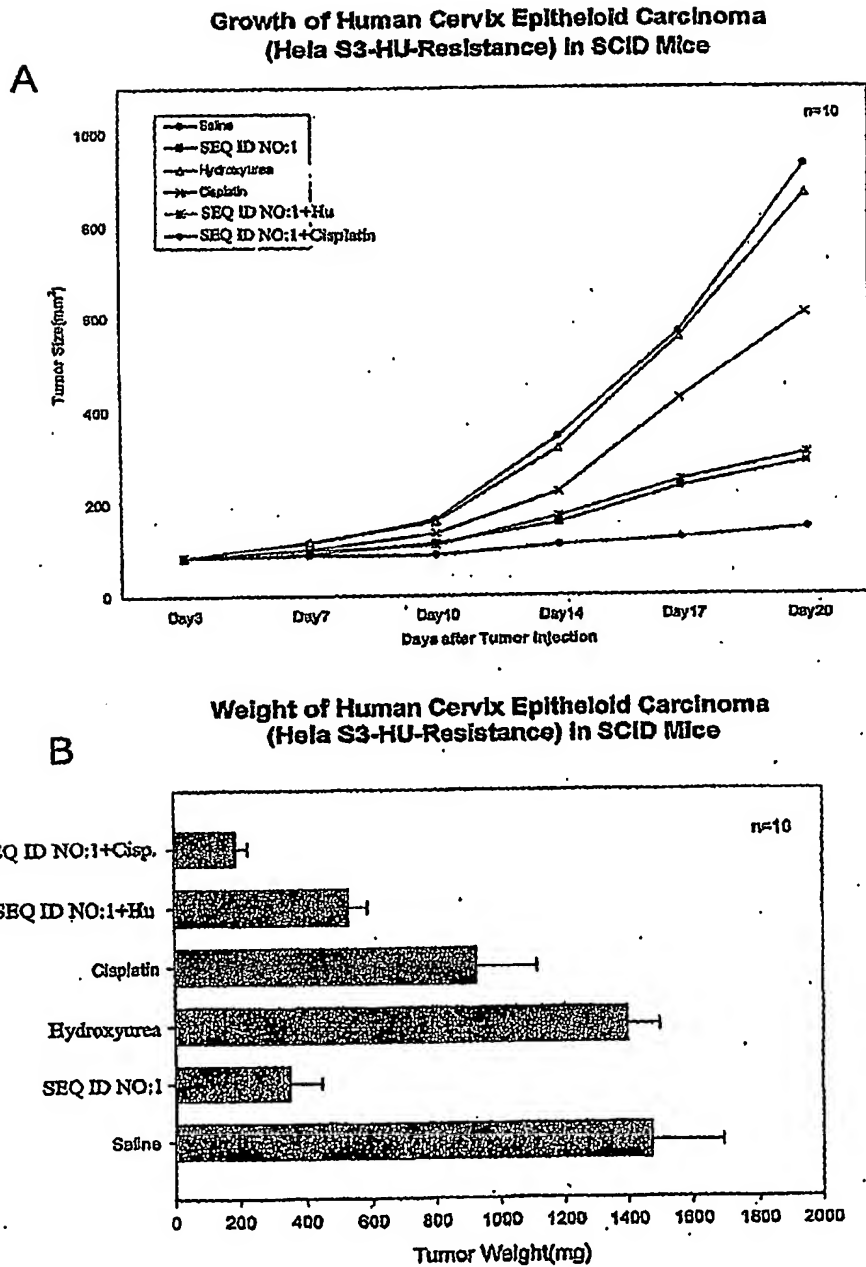 Growth of Human Cervix Epitheloid Carcinoma
(Hela S3-HU-Resistance) in SCID Mice
A
n=10
Saline
SEQ ID NO:1
Hydroxyurea
Cisplatin
SEQ ID NO:1+Hu
SEQ ID NO:1+Cisplatin
Tumor Size(mm³)
1000
800
600
400
200
0
Day3 Day7 Day10 Day14 Day17 Day20
Days after Tumor Injection
Weight of Human Cervix Epitheloid Carcinoma
(Hela S3-HU-Resistance) in SCID Mice
B
n=10
EQ ID NO:1+Cisp.
SEQ ID NO:1+Hu
Cisplatin
Hydroxyurea
SEQ ID NO:1
Saline
0 200 400 600 800 1000 1200 1400 1600 1800 2000
Tumor Weight(mg)